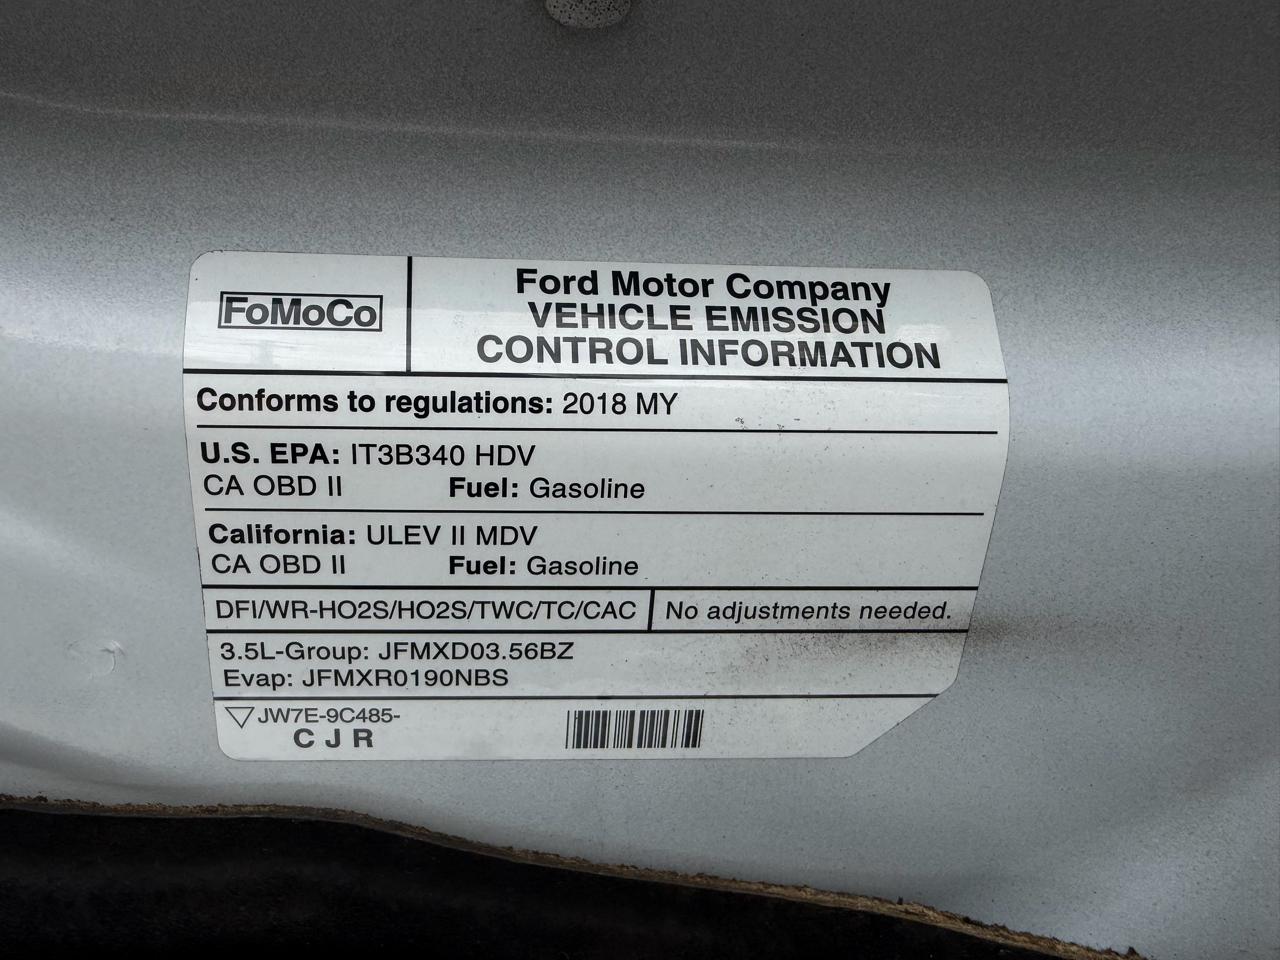 FoMoCo
Ford Motor Company
VEHICLE EMISSION
CONTROL INFORMATION
Conforms to regulations: 2018 MY
U.S. EPA: IT3B340 HDV
CA OBD II Fuel: Gasoline
California: ULEV II MDV
CA OBD II Fuel: Gasoline
DFI/WR-HO2S/HO2S/TWC/TC/CAC No adjustments needed.
3.5L-Group: JFMXD03.56BZ
Evap: JFMXR0190NBS
JW7E-9C485-
C J R